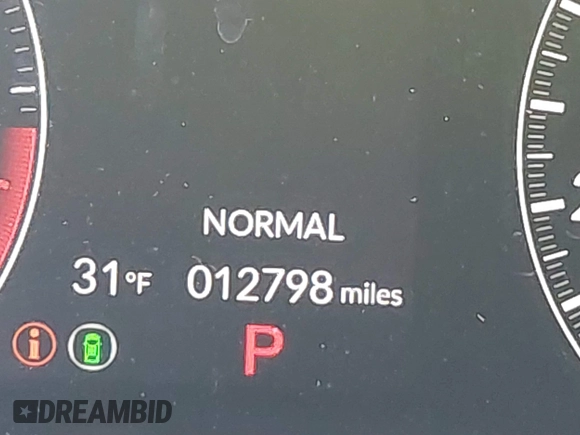 NORMAL
31°F 012798 miles
P
DREAMBID